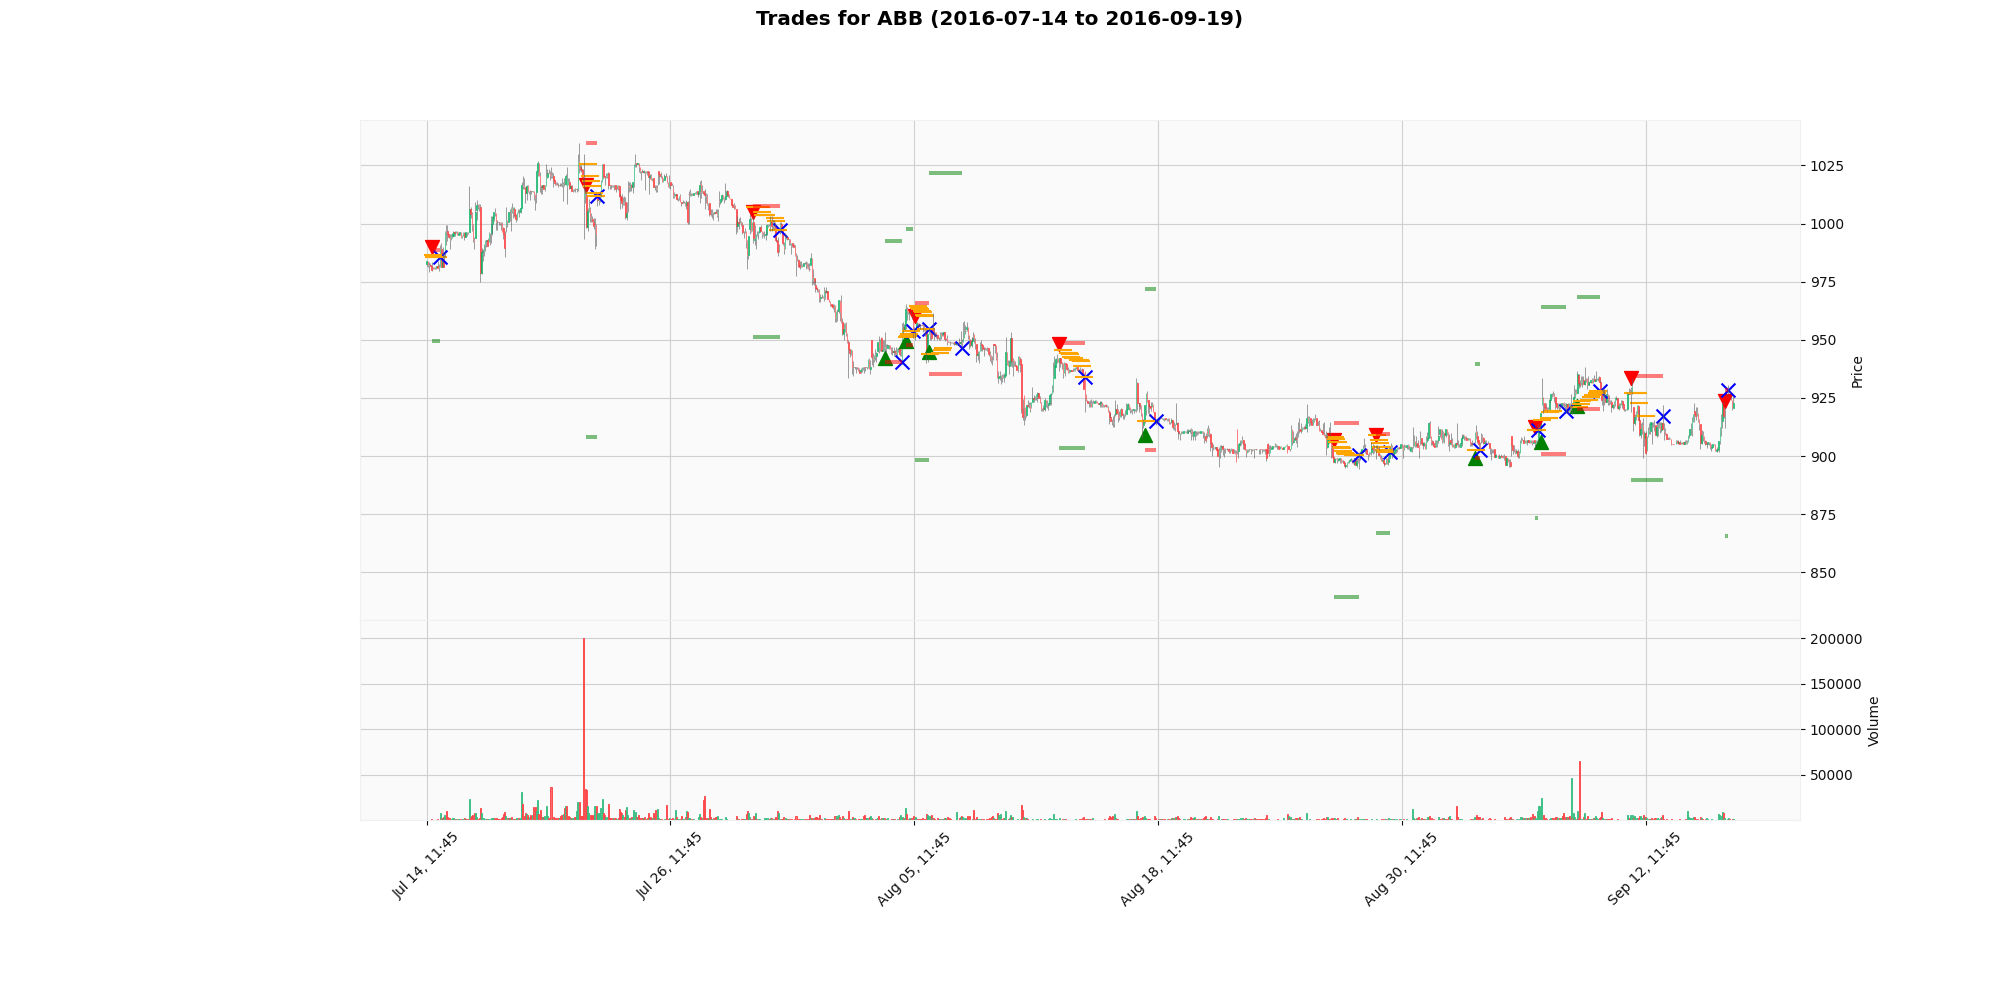 Trades for ABB (2016-07-14 to 2016-09-19)
1025
1000
975
950
925
900
875
850
Price
200000
150000
100000
50000
Volume
Jul 14, 11:45
Jul 26, 11:45
Aug 05, 11:45
Aug 18, 11:45
Aug 30, 11:45
Sep 12, 11:45